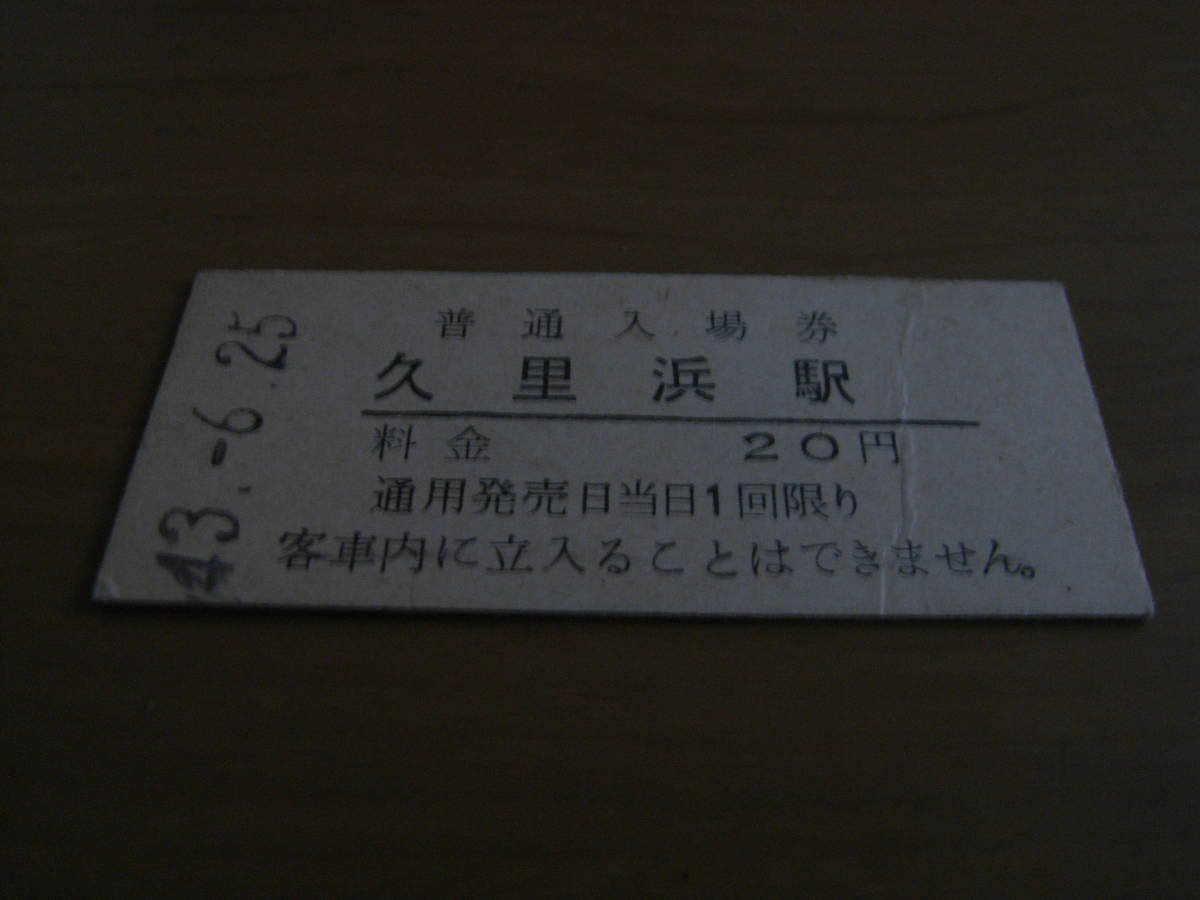 43.-6.25
普通入場券
久里浜駅
料金 20円
通用発売日当日1回限り
客車内に立入ることはできません。